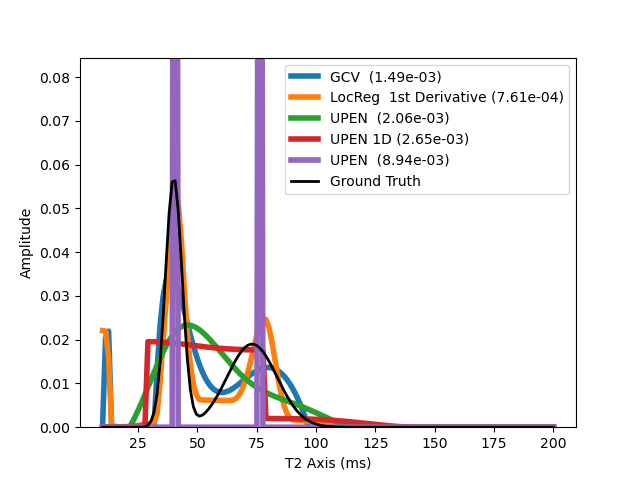 0.08
0.07
0.06
0.05
0.04
0.03
0.02
0.01
0.00
Amplitude
GCV  (1.49e-03)
LocReg  1st Derivative (7.61e-04)
UPEN  (2.06e-03)
UPEN 1D (2.65e-03)
UPEN  (8.94e-03)
Ground Truth
25 50 75 100 125 150 175 200
T2 Axis (ms)